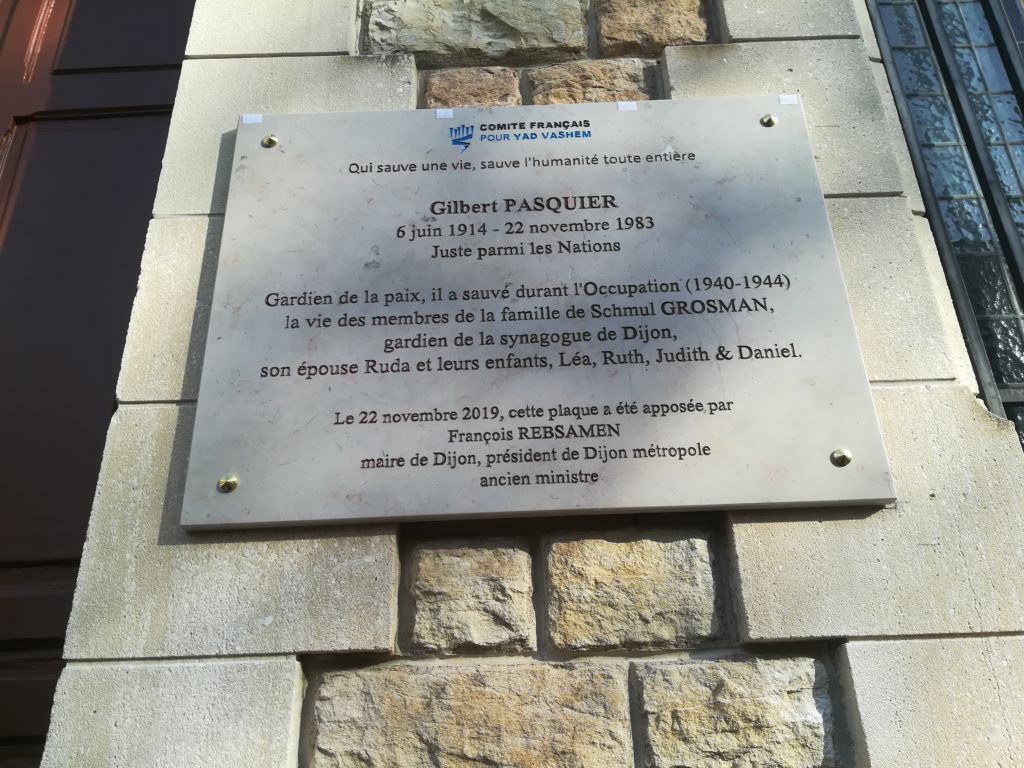 COMITE FRANÇAIS
POUR YAD VASHEM
Qui sauve une vie, sauve l'humanité toute entière
Gilbert PASQUIER
6 juin 1914 - 22 novembre 1983
Juste parmi les Nations
Gardien de la paix, il a sauvé durant l'Occupation (1940-1944)
la vie des membres de la famille de Schmul GROSMAN,
gardien de la synagogue de Dijon,
son épouse Ruda et leurs enfants, Léa, Ruth, Judith & Daniel.
Le 22 novembre 2019, cette plaque a été apposée par
François REBSAMEN
maire de Dijon, président de Dijon métropole
ancien ministre